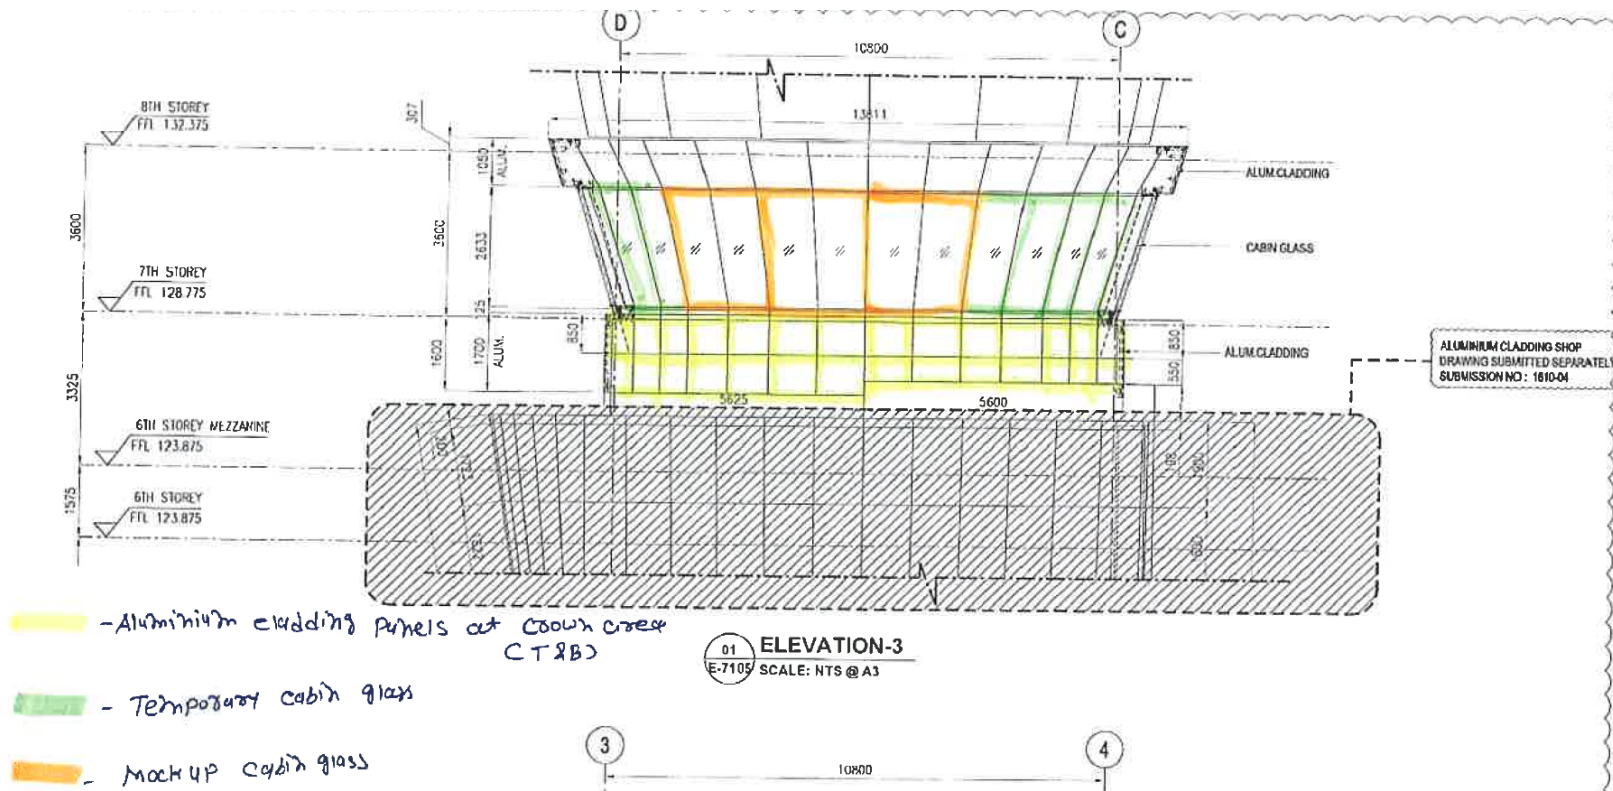 D
C
10800
13811
8TH STOREY
FFL 132.375
307
1050
ALUM.
ALUM.CLADDING
3600
3600
2633
CABIN GLASS
7TH STOREY
FFL 128.775
125
850
1600
1700
ALUM.
850
550
ALUM.CLADDING
ALUMINIUM CLADDING SHOP
DRAWING SUBMITTED SEPARATELY
SUBMISSION NO : 1610-04
3325
5625
5600
6TH STOREY MEZZANINE
FFL 123.875
198
1575
6TH STOREY
FFL 123.875
- Aluminium cladding panels at crown area
(T&B)
01
E-7105
ELEVATION-3
SCALE: NTS @ A3
- Temporary cabin glass
- Mockup cabin glass
3
4
10800